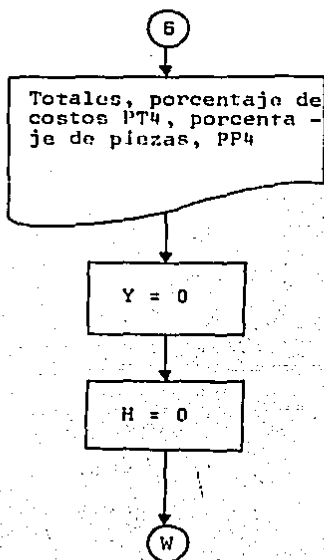 6
Totales, porcentaje de
costos PT4, porcenta -
je de piezas, PP4
Y = 0
H = 0
W